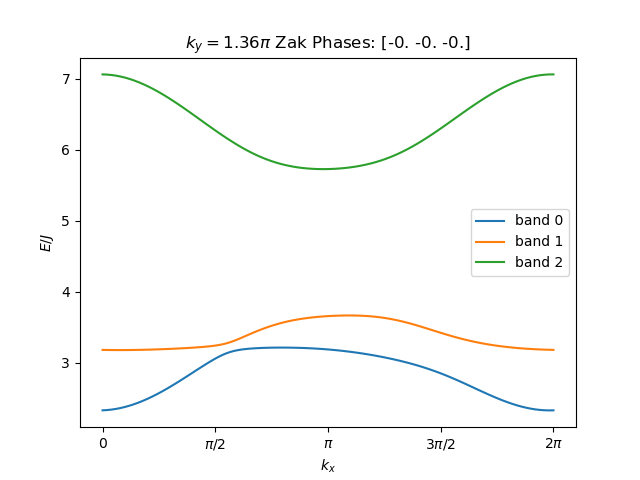 k_y = 1.36π Zak Phases: [-0. -0. -0.]
7
6
5
4
3
E/J
band 0
band 1
band 2
0
π/2
π
3π/2
2π
k_x